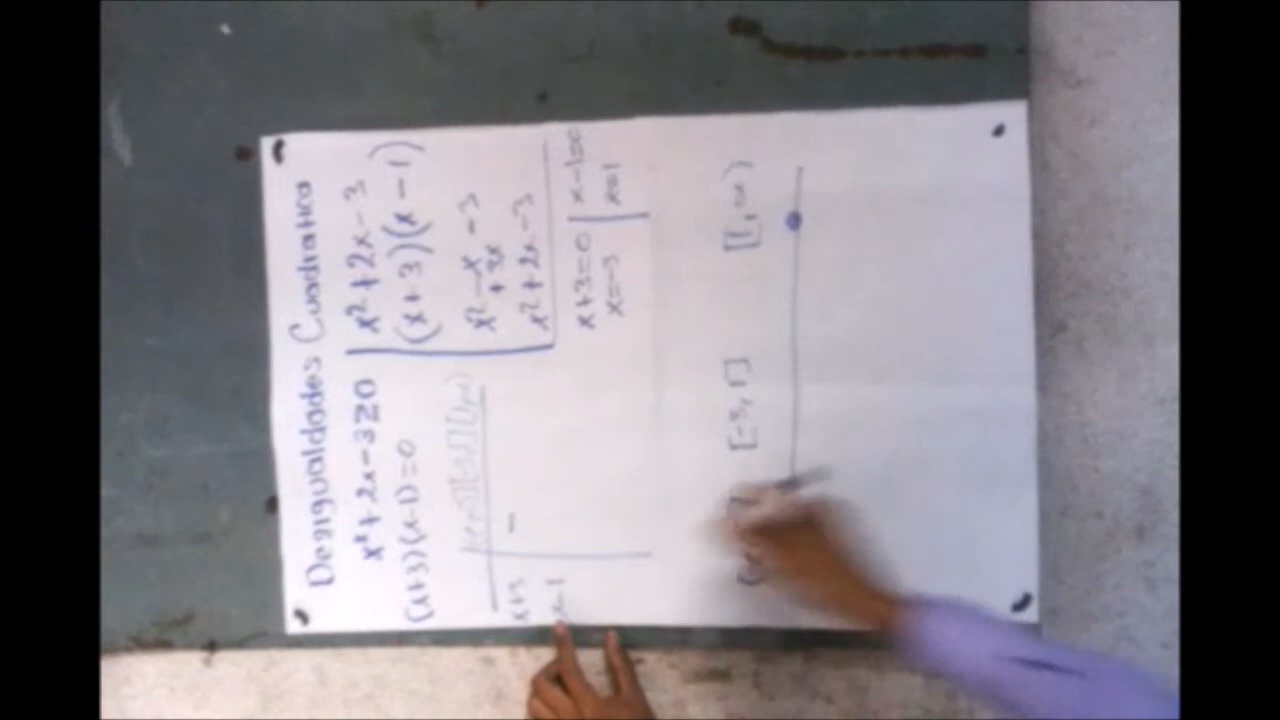 Desigualdades Cuadratica
x²+2x-3≥0
(x+3)(x-1)=0
x²+2x-3
(x+3)(x-1)
x²-x-3
+3x
x²+2x-3
x+3=0
x=-3
x-1=0
x=1
x+3 -
x-1
[-3,1] [1,∞)